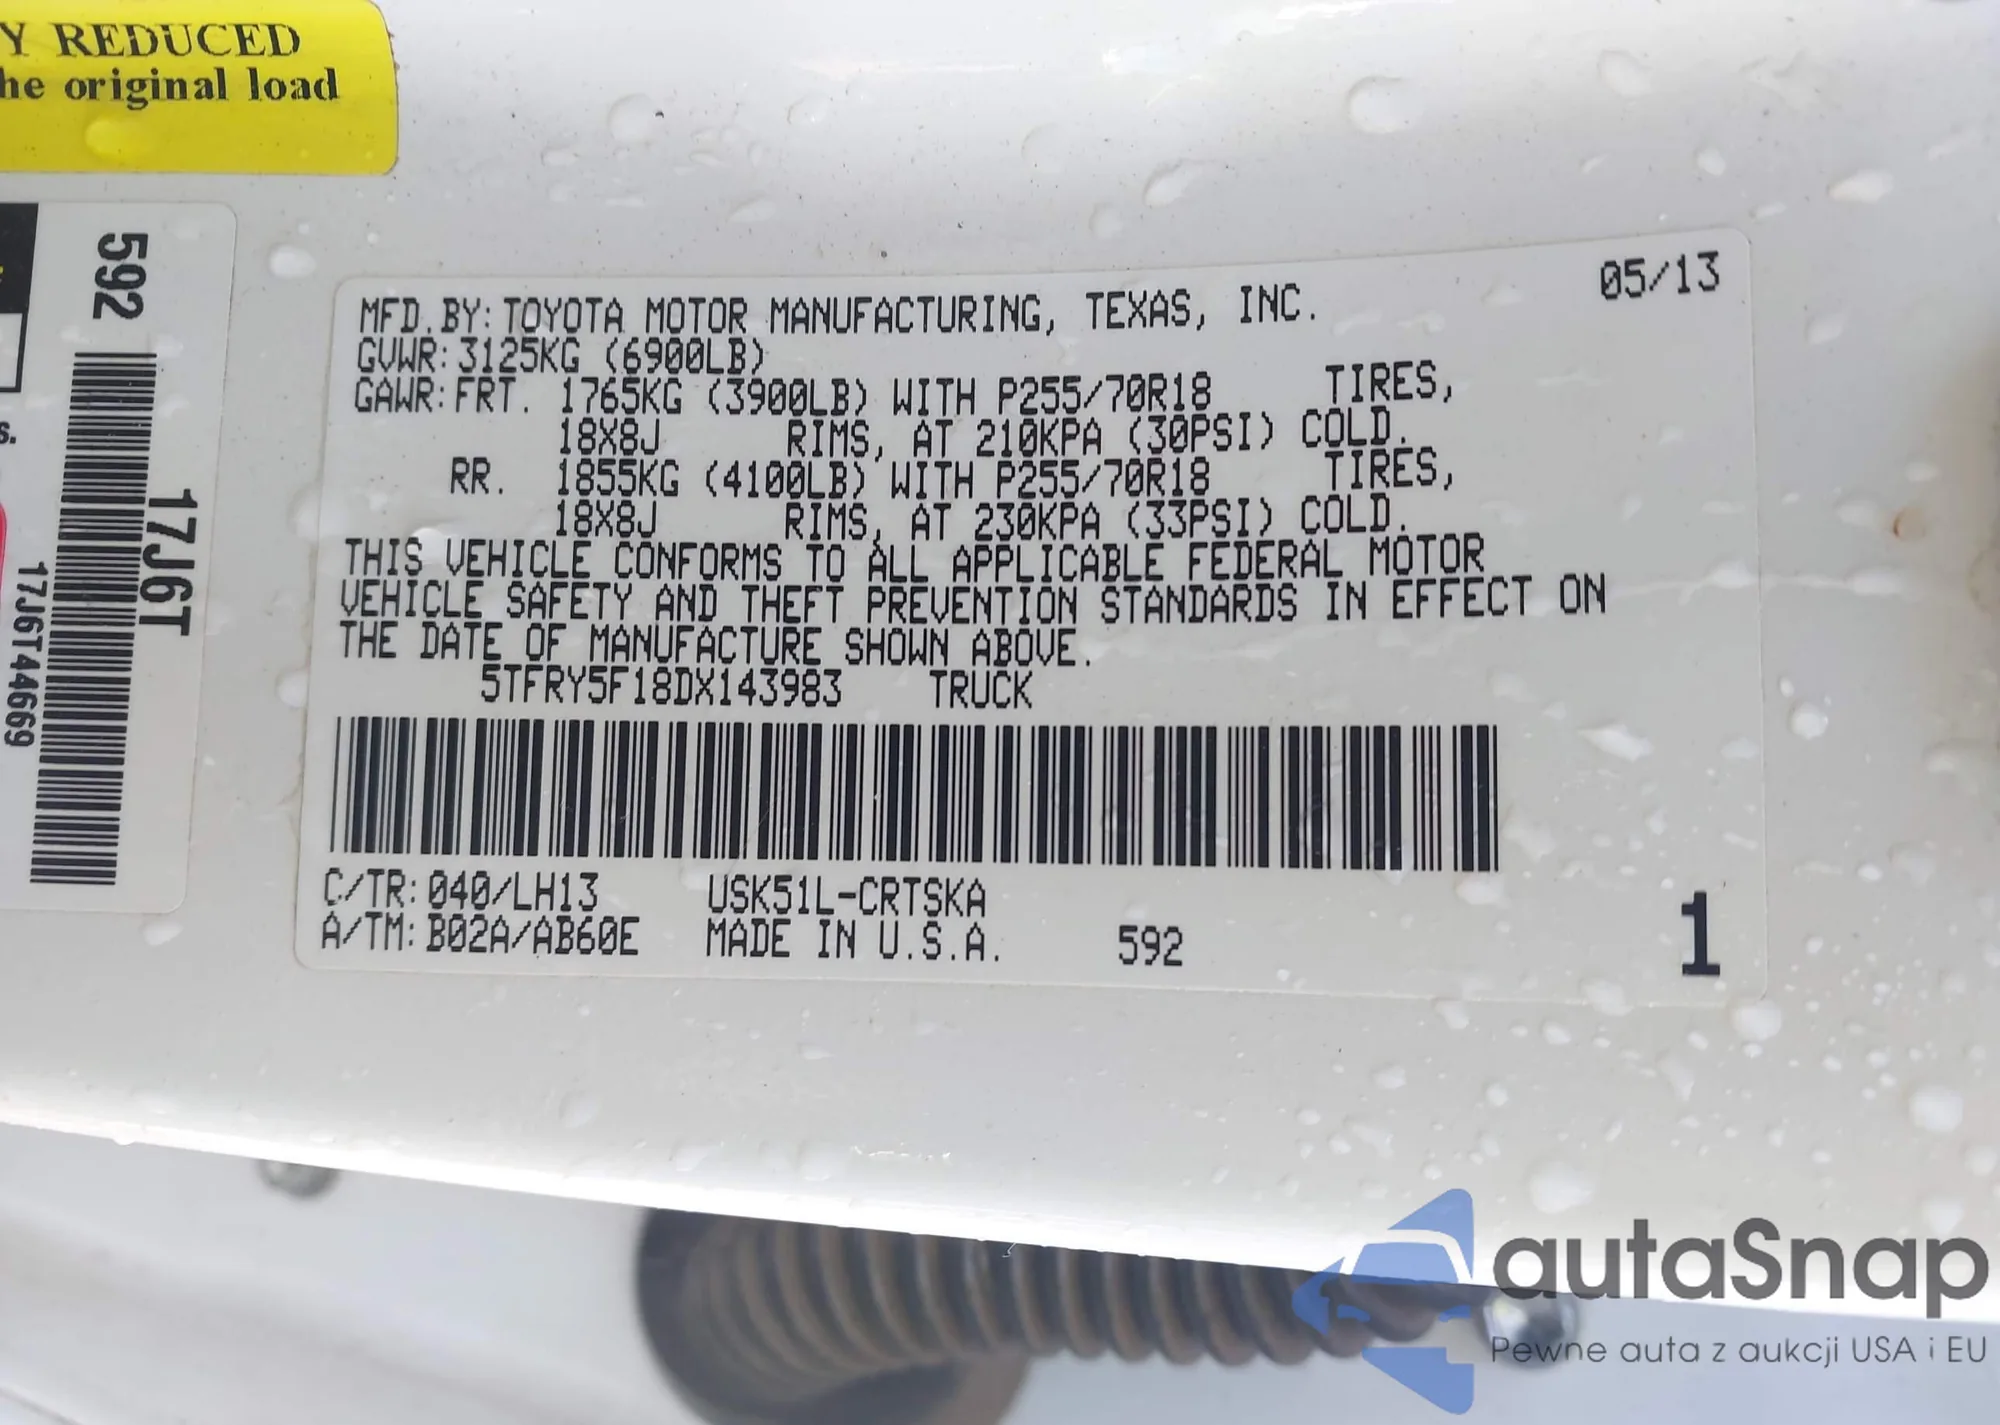 Y REDUCED
he original load
592
17J6T
17J6T44669
s.
05/13
MFD.BY: TOYOTA MOTOR MANUFACTURING, TEXAS, INC.
GVWR: 3125KG (6900LB)
GAWR: FRT. 1765KG (3900LB) WITH P255/70R18 TIRES,
18X8J RIMS, AT 210KPA (30PSI) COLD.
RR. 1855KG (4100LB) WITH P255/70R18 TIRES,
18X8J RIMS, AT 230KPA (33PSI) COLD.
THIS VEHICLE CONFORMS TO ALL APPLICABLE FEDERAL MOTOR
VEHICLE SAFETY AND THEFT PREVENTION STANDARDS IN EFFECT ON
THE DATE OF MANUFACTURE SHOWN ABOVE.
5TFRY5F18DX143983 TRUCK
C/TR: 040/LH13 USK51L-CRTSKA
A/TM: B02A/AB60E MADE IN U.S.A. 592
1
autaSnap
Pewne auta z aukcji USA i EU